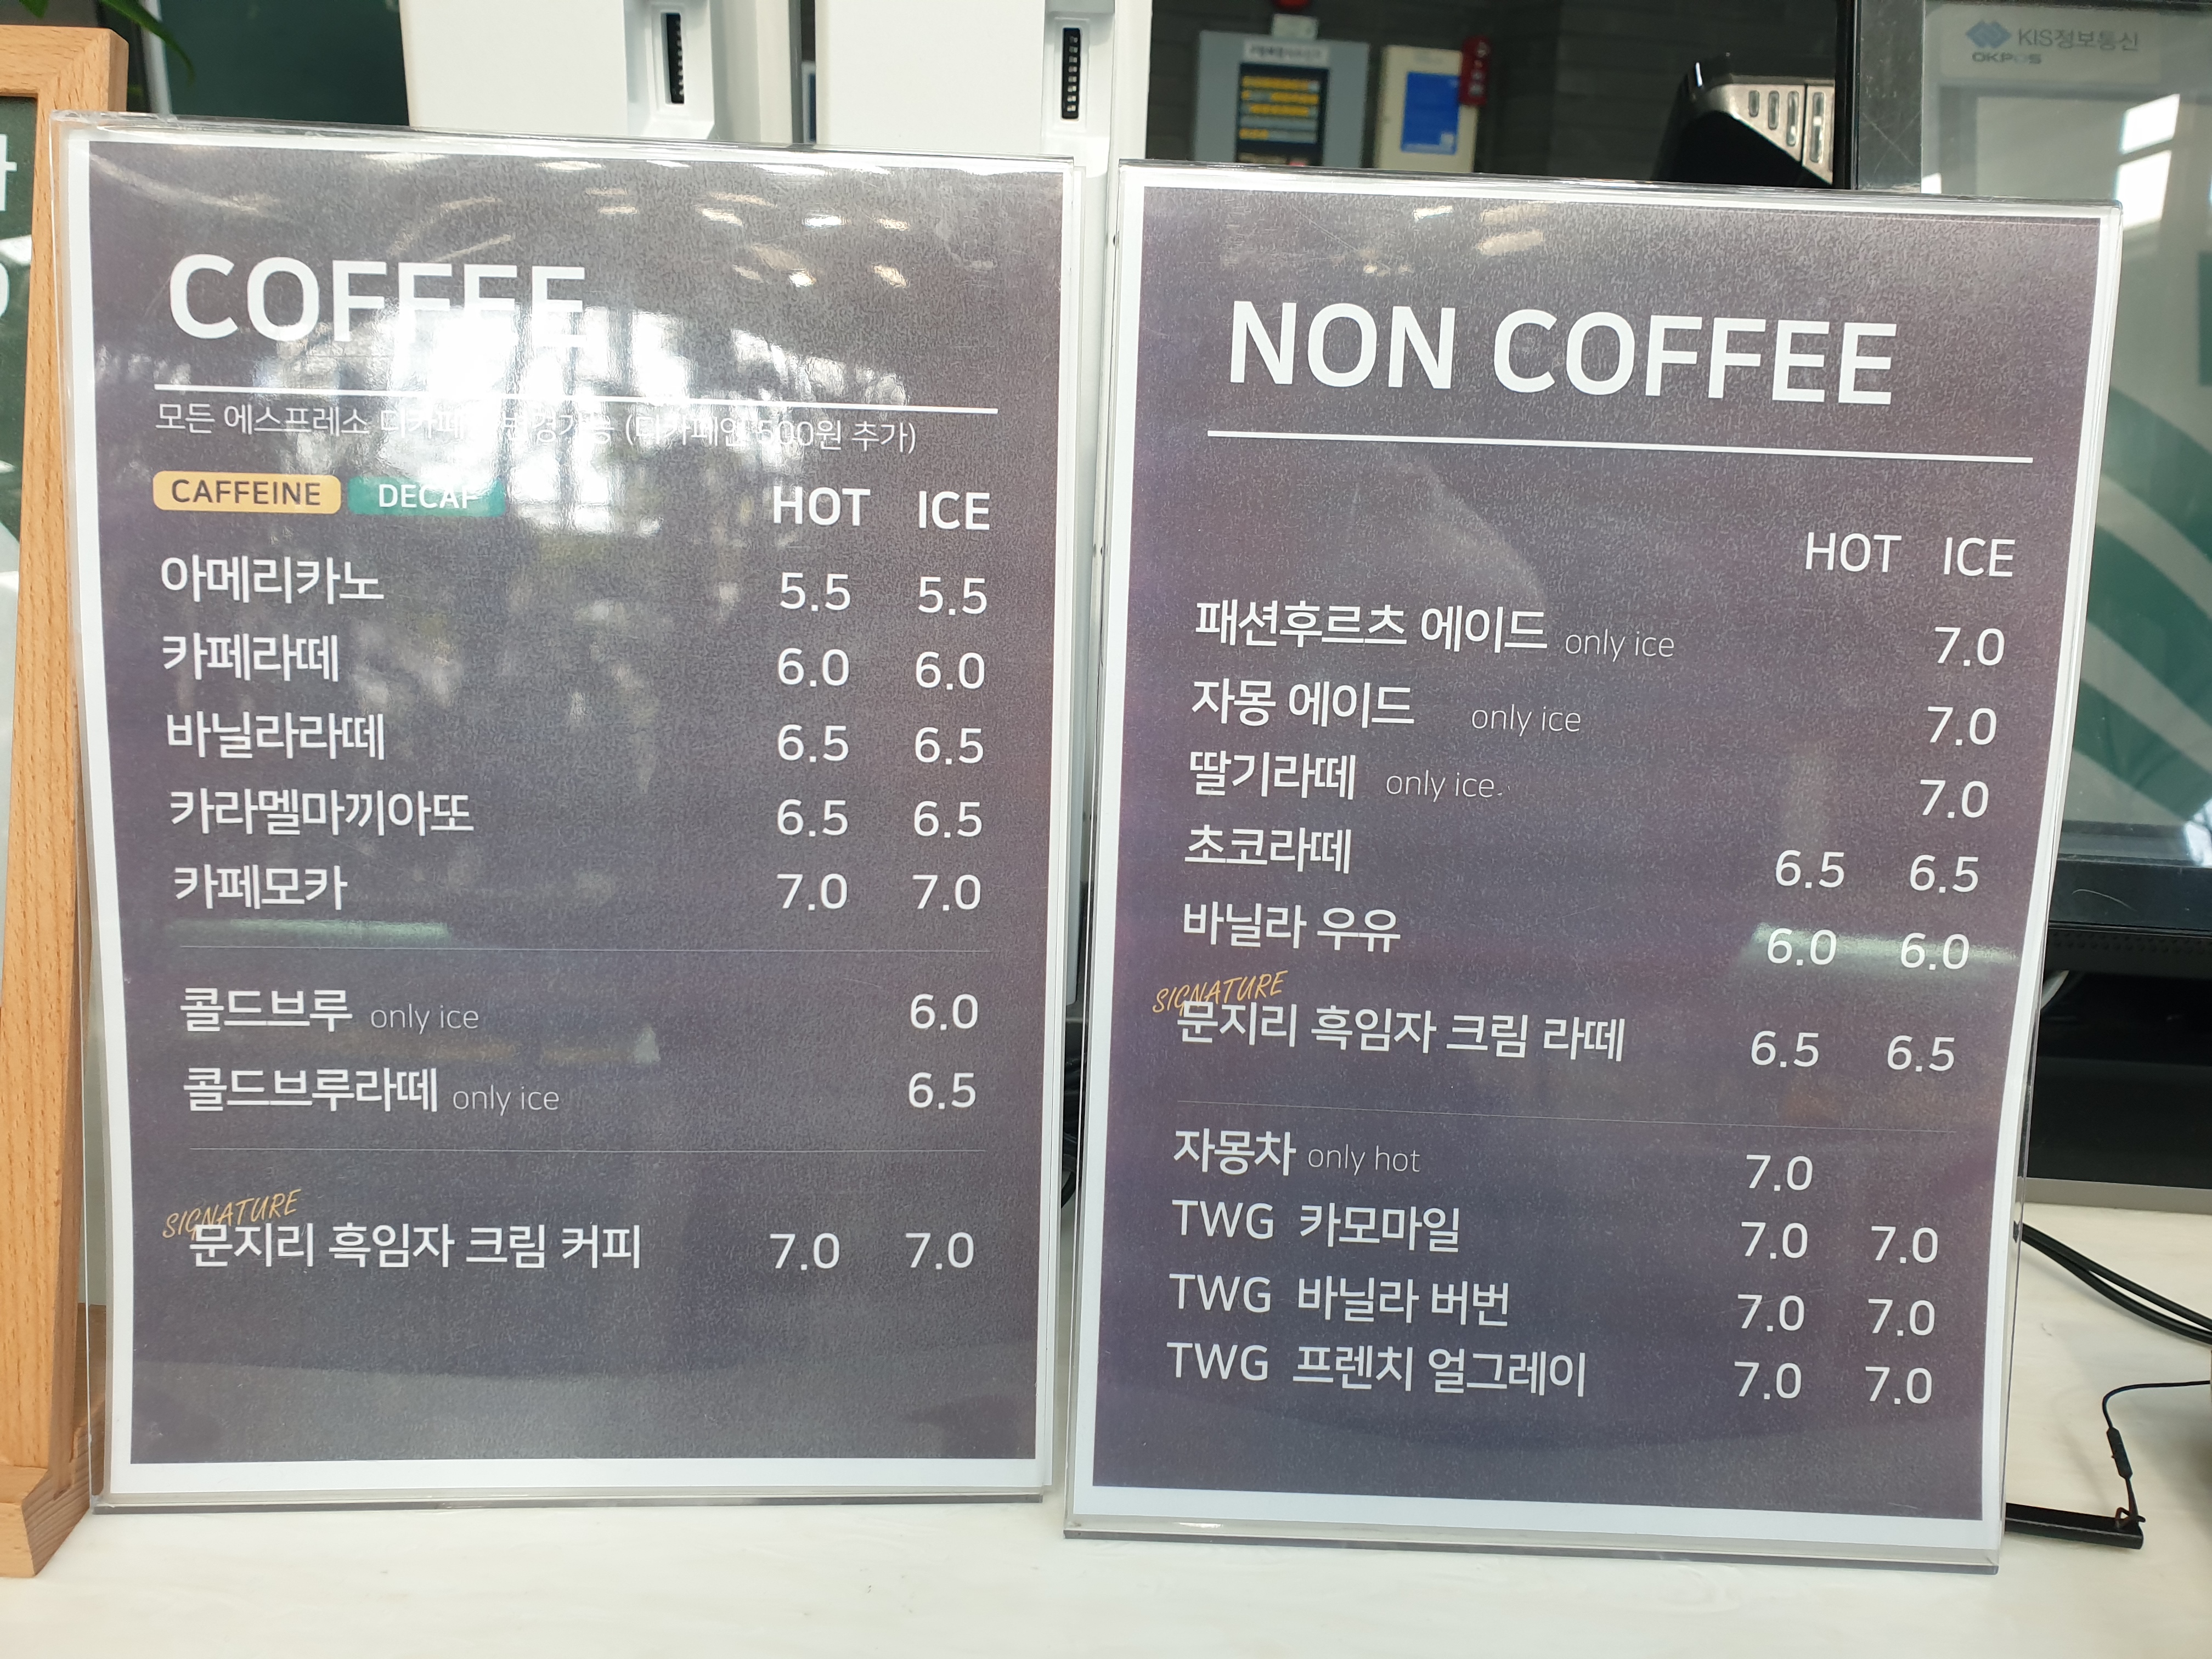 KIS정보통신
OKPOS
COFFEE
모든 에스프레소 디카페인 변경가능 (디카페인 500원 추가)
CAFFEINE DECAF HOT ICE
아메리카노 5.5 5.5
카페라떼 6.0 6.0
바닐라라떼 6.5 6.5
카라멜마끼아또 6.5 6.5
카페모카 7.0 7.0
콜드브루 only ice 6.0
콜드브루라떼 only ice 6.5
SIGNATURE
문지리 흑임자 크림 커피 7.0 7.0
NON COFFEE
HOT ICE
패션후르츠 에이드 only ice 7.0
자몽 에이드 only ice 7.0
딸기라떼 only ice 7.0
초코라떼 6.5 6.5
바닐라 우유 6.0 6.0
SIGNATURE
문지리 흑임자 크림 라떼 6.5 6.5
자몽차 only hot 7.0
TWG 카모마일 7.0 7.0
TWG 바닐라 버번 7.0 7.0
TWG 프렌치 얼그레이 7.0 7.0